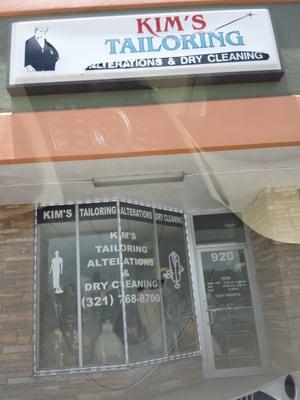 KIM'S
TAILORING
ALTERATIONS & DRY CLEANING
KIM'S TAILORING ALTERATIONS DRY CLEANING
KIM'S
TAILORING
ALTERATIONS
&
DRY CLEANING
(321) 768-8700
920